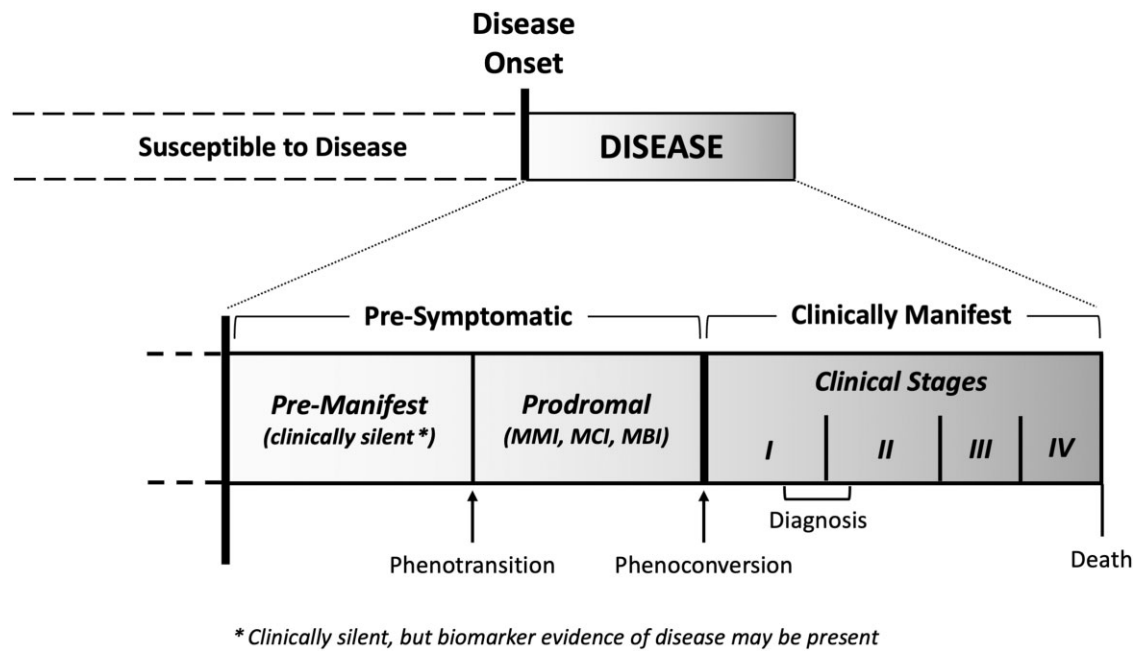 Disease
Onset
Susceptible to Disease
DISEASE
Pre-Symptomatic
Clinically Manifest
Pre-Manifest
(clinically silent*)
Prodromal
(MMI, MCI, MBI)
Clinical Stages
I
II
III
IV
Diagnosis
Phenotransition
Phenoconversion
Death
* Clinically silent, but biomarker evidence of disease may be present